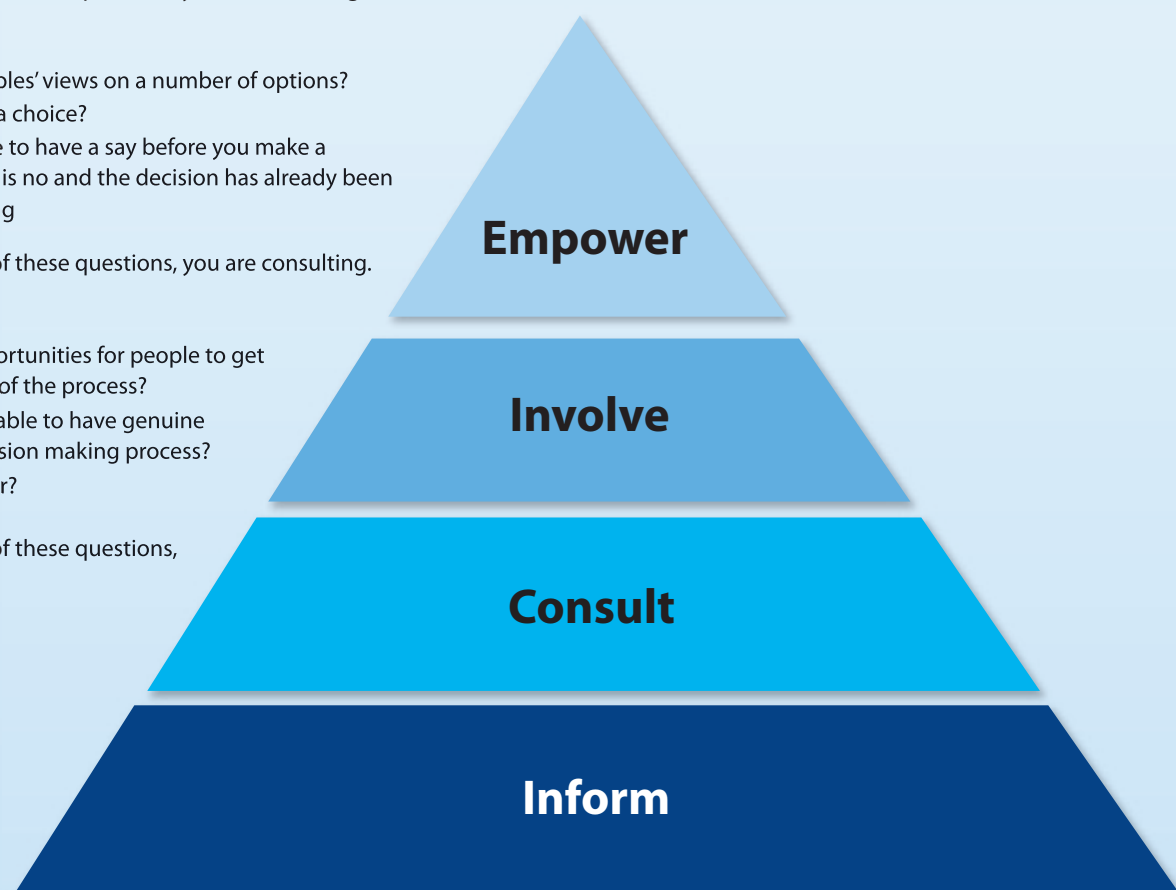 ples' views on a number of options?
a choice?
e to have a say before you make a
is no and the decision has already been
g
of these questions, you are consulting.
ortunities for people to get
of the process?
able to have genuine
sion making process?
r?
of these questions,
Empower
Involve
Consult
Inform